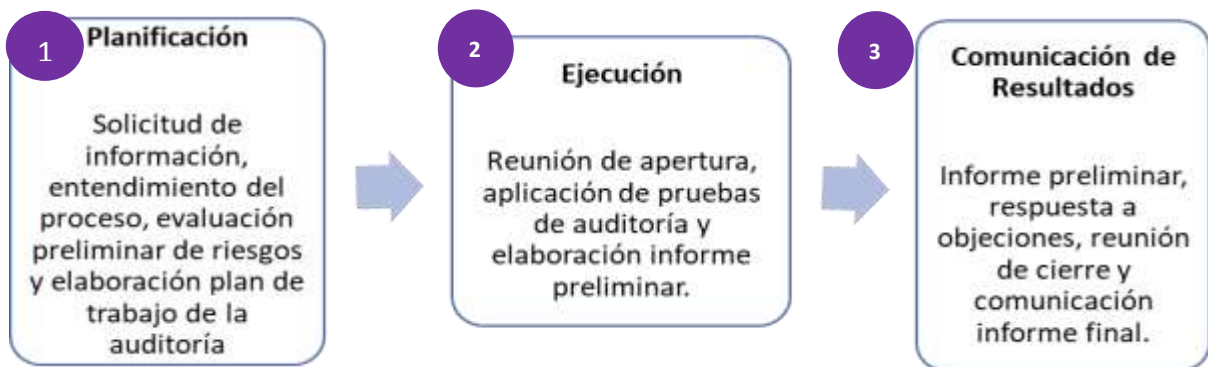 1
Planificación
Solicitud de
información,
entendimiento del
proceso, evaluación
preliminar de riesgos
y elaboración plan de
trabajo de la
auditoría
2
Ejecución
Reunión de apertura,
aplicación de pruebas
de auditoría y
elaboración informe
preliminar.
3
Comunicación de
Resultados
Informe preliminar,
respuesta a
objeciones, reunión
de cierre y
comunicación
informe final.